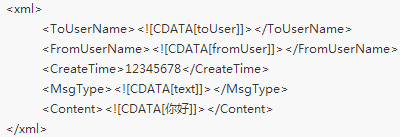 <xml>
<ToUserName><![CDATA[toUser]]></ToUserName>
<FromUserName><![CDATA[fromUser]]></FromUserName>
<CreateTime>12345678</CreateTime>
<MsgType><![CDATA[text]]></MsgType>
<Content><![CDATA[你好]]></Content>
</xml>